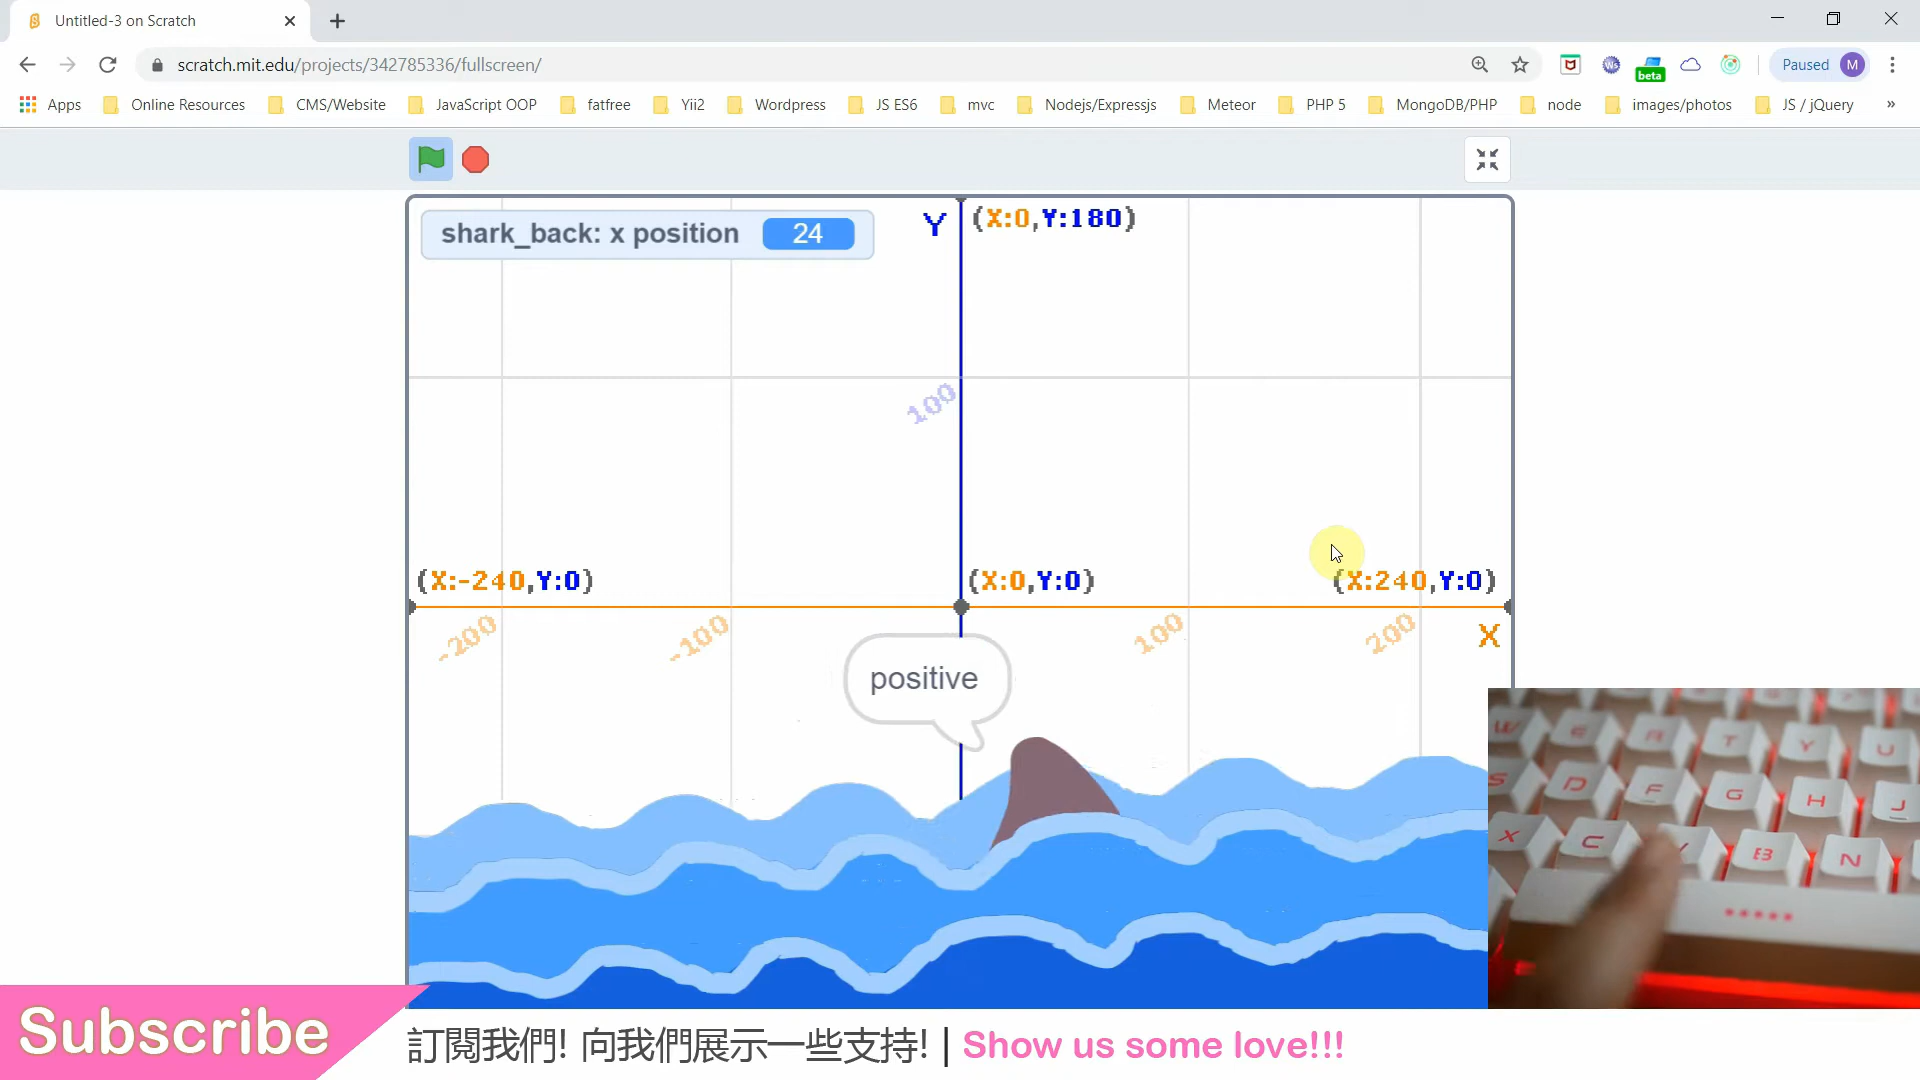 Untitled-3 on Scratch
scratch.mit.edu/projects/342785336/fullscreen/
beta
Paused M
Apps Online Resources CMS/Website JavaScript OOP fatfree Yii2 Wordpress JS ES6 mvc Nodejs/Expressjs Meteor PHP 5 MongoDB/PHP node images/photos JS / jQuery »
shark_back: x position 24
Y (X:0,Y:180)
100
(X:-240,Y:0) (X:0,Y:0) (X:240,Y:0)
-200 -100 100 200 X
positive
W E R T Y U
S D F G H J
X C V B N
Subscribe
訂閱我們! 向我們展示一些支持! | Show us some love!!!